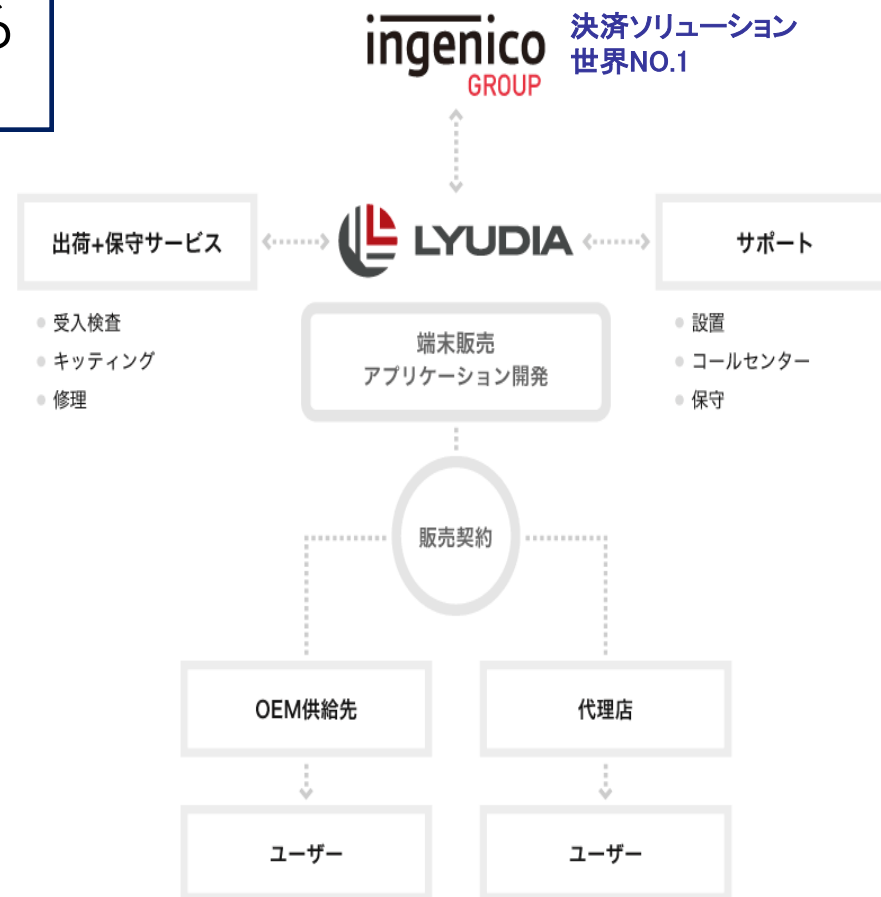 る
ingenico
GROUP
決済ソリューション
世界NO.1
出荷+保守サービス
LYUDIA
サポート
受入検査
キッティング
修理
端末販売
アプリケーション開発
設置
コールセンター
保守
販売契約
OEM供給先
代理店
ユーザー
ユーザー